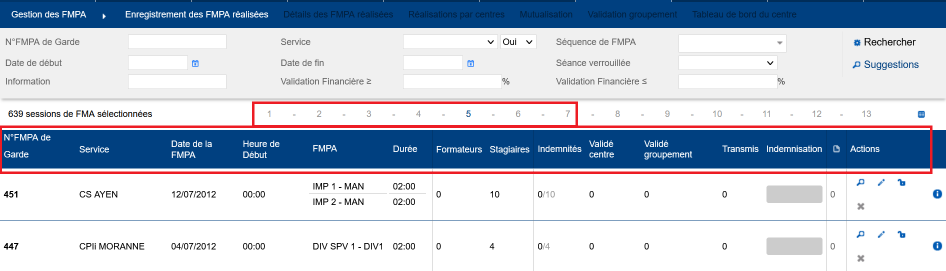 Gestion des FMPA Enregistrement des FMPA réalisées Détails des FMPA réalisées Réalisations par centres Mutualisation Validation groupement Tableau de bord du centre
N°FMPA de Garde Service Oui Séquence de FMPA Rechercher
Date de début Date de fin Séance verrouillée Suggestions
Information Validation Financière ≥ % Validation Financière ≤ %
639 sessions de FMA sélectionnées 1 - 2 - 3 - 4 - 5 - 6 - 7 - 8 - 9 - 10 - 11 - 12 - 13
N°FMPA de Garde Service Date de la FMPA Heure de Début FMPA Durée Formateurs Stagiaires Indemnités Validé centre Validé groupement Transmis Indemnisation Actions
451 CS AYEN 12/07/2012 00:00 IMP 1 - MAN 02:00 0 10 0/10 0 0 0 0
IMP 2 - MAN 02:00
447 CPIi MORANNE 04/07/2012 00:00 DIV SPV 1 - DIV1 02:00 0 4 0/4 0 0 0 0